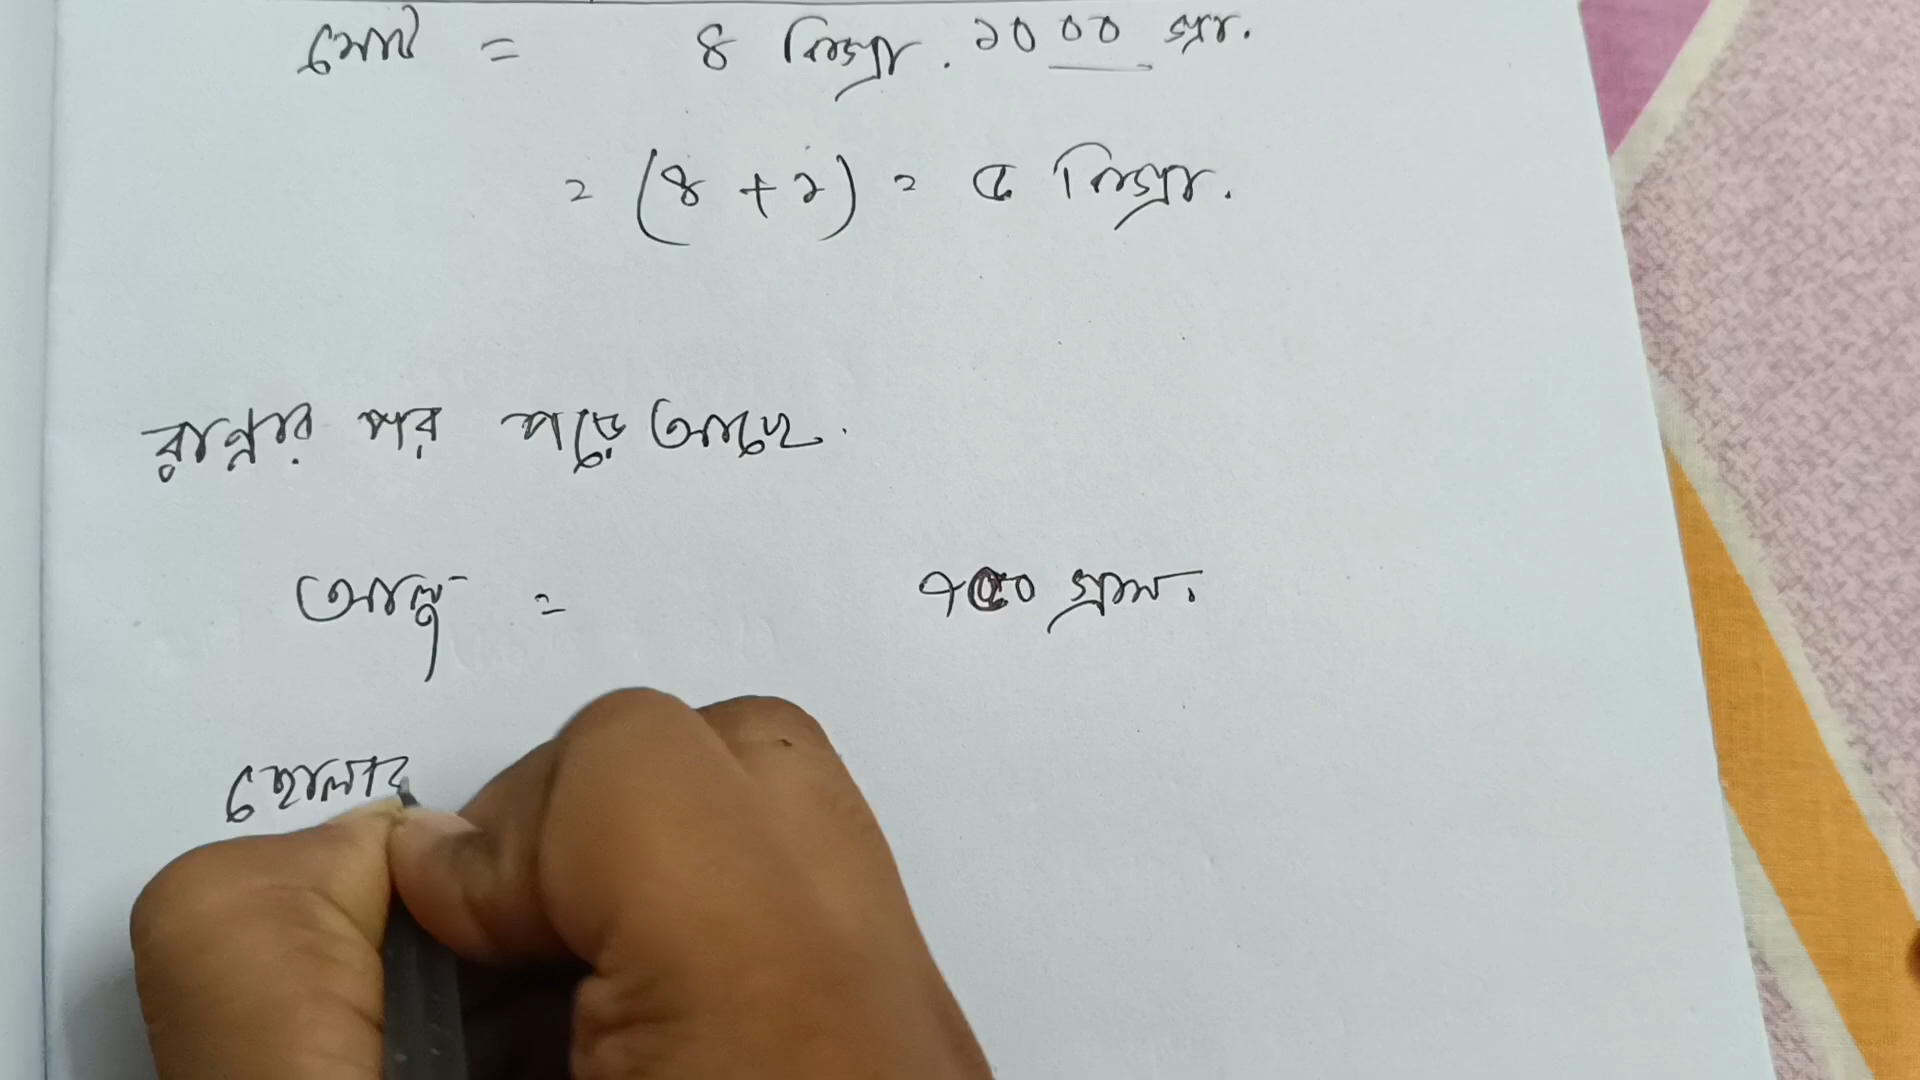 মোট = ৪ কিগ্রা. ১০০০ গ্রা.
= (৪ + ১) = ৫ কিগ্রা.
রান্নার পর পড়ে আছে.
আলু = ৭৫০ গ্রাম.
ছোলার